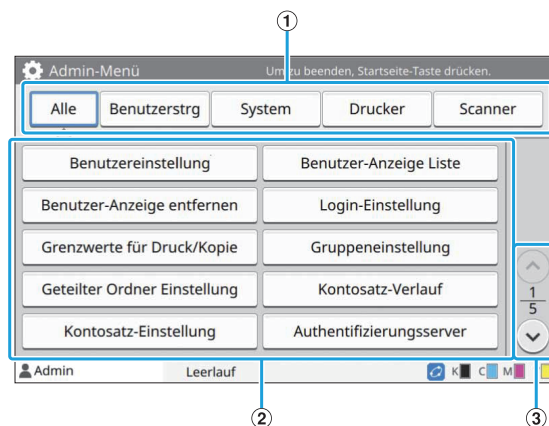 ①
Admin-Menü Um zu beenden, Startseite-Taste drücken.
Alle Benutzerstrg System Drucker Scanner
Benutzereinstellung Benutzer-Anzeige Liste
Benutzer-Anzeige entfernen Login-Einstellung
Grenzwerte für Druck/Kopie Gruppeneinstellung
Geteilter Ordner Einstellung Kontosatz-Verlauf
1
5
Kontosatz-Einstellung Authentifizierungsserver
Admin Leerlauf K C M
② ③